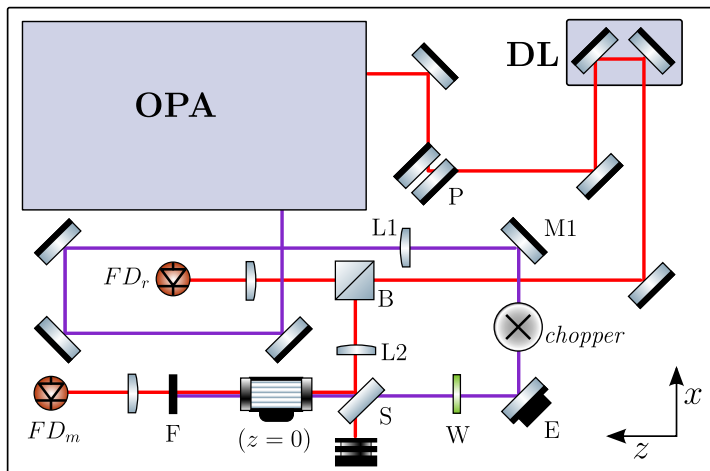 OPA
DL
P
L1
M1
FD_r
B
chopper
L2
FD_m
F
(z = 0)
S
W
E
x
z